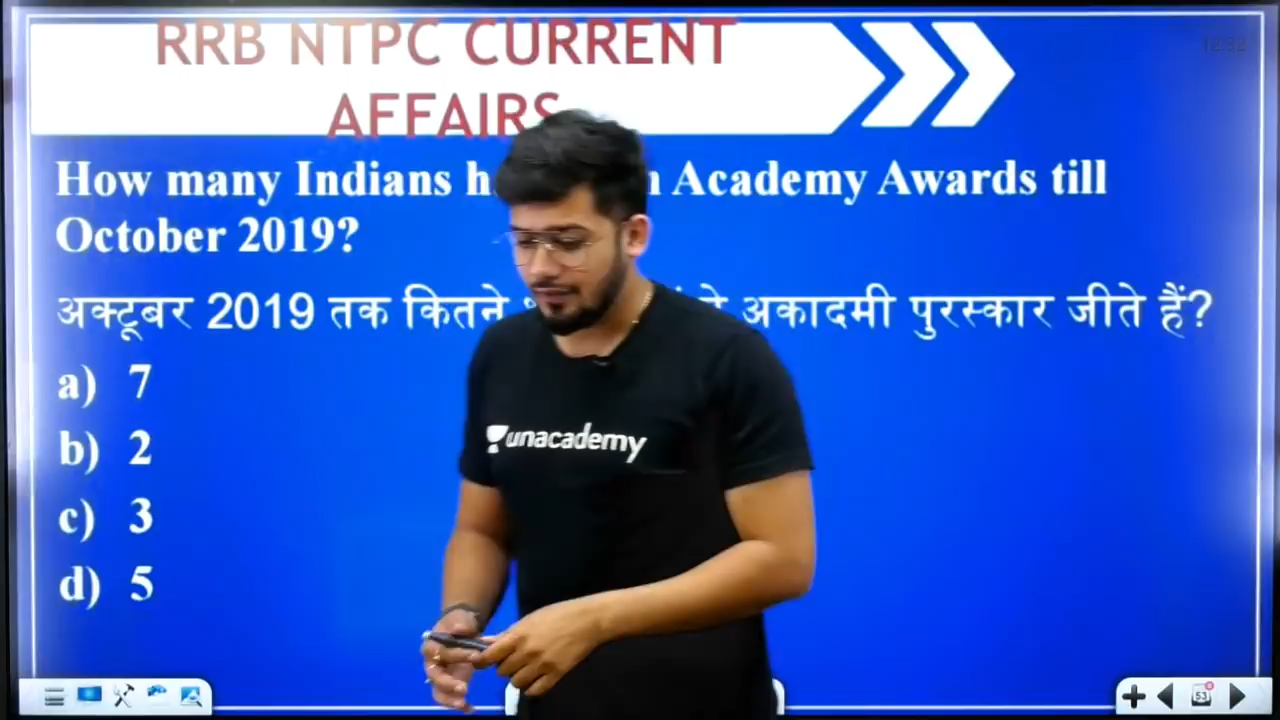 RRB NTPC CURRENT
AFFAIRS
How many Indians Academy Awards till
October 2019?
अक्टूबर 2019 तक कितने अकादमी पुरस्कार जीते हैं?
a) 7
b) 2
c) 3
d) 5
unacademy
53